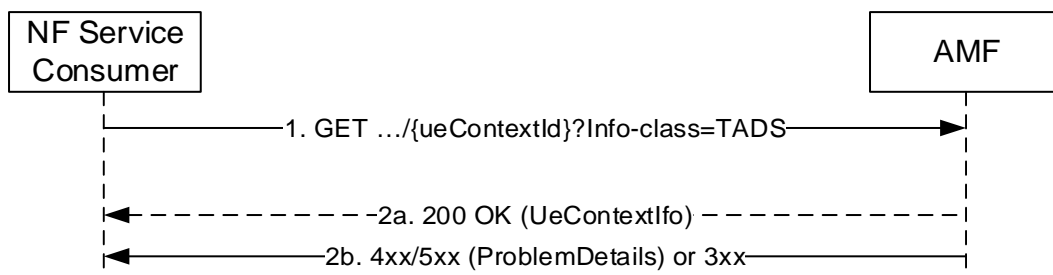 NF Service
Consumer
AMF
1. GET …/{ueContextId}?Info-class=TADS
2a. 200 OK (UeContextIfo)
2b. 4xx/5xx (ProblemDetails) or 3xx